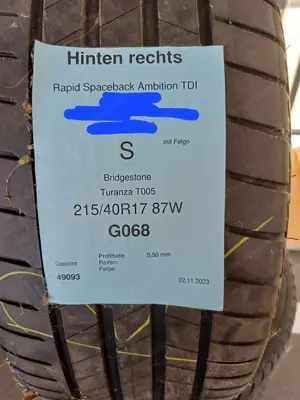 Hinten rechts
Rapid Spaceback Ambition TDI
S mit Felge
Bridgestone
Turanza T005
215/40R17 87W
G068
Profiltiefe: 5,50 mm
Depotnr Reifen:
49093 Felge: 22.11.2023